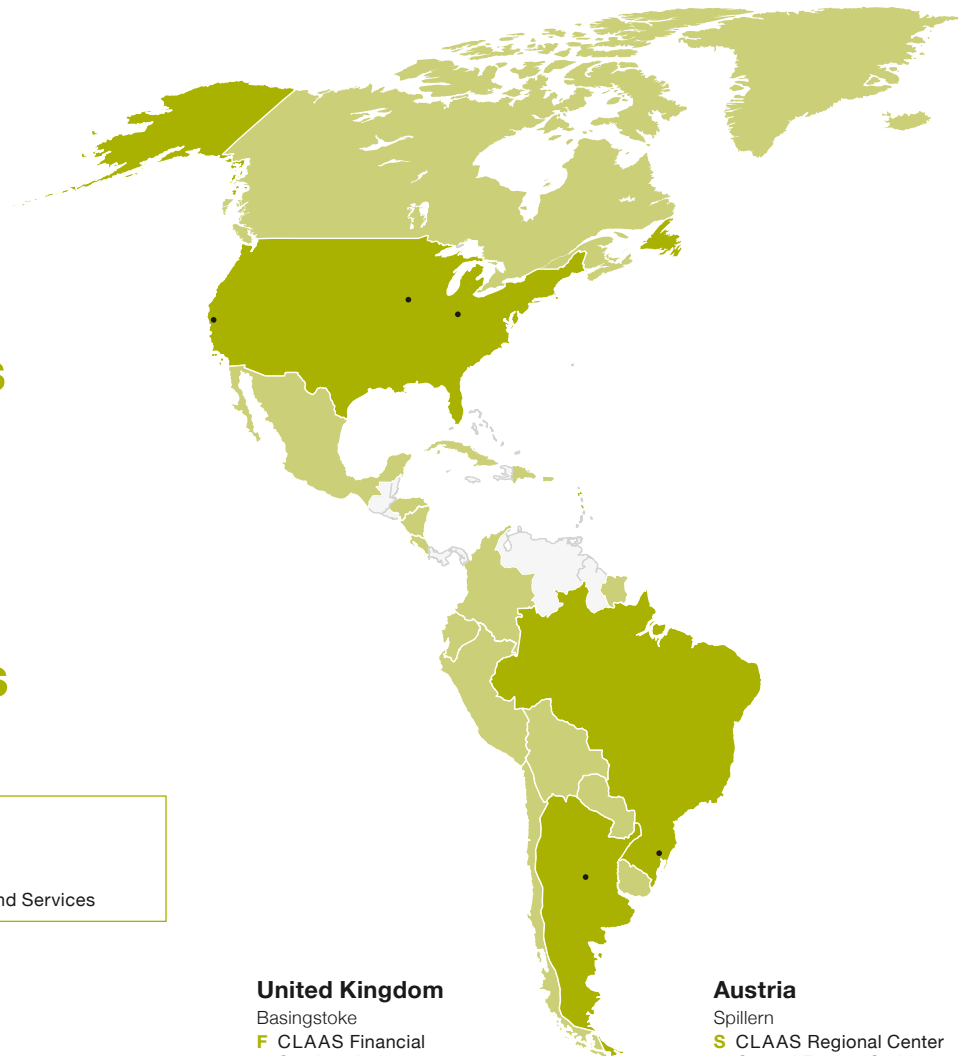 s
s
nd Services
United Kingdom
Basingstoke
F CLAAS Financial
Austria
Spillern
S CLAAS Regional Center